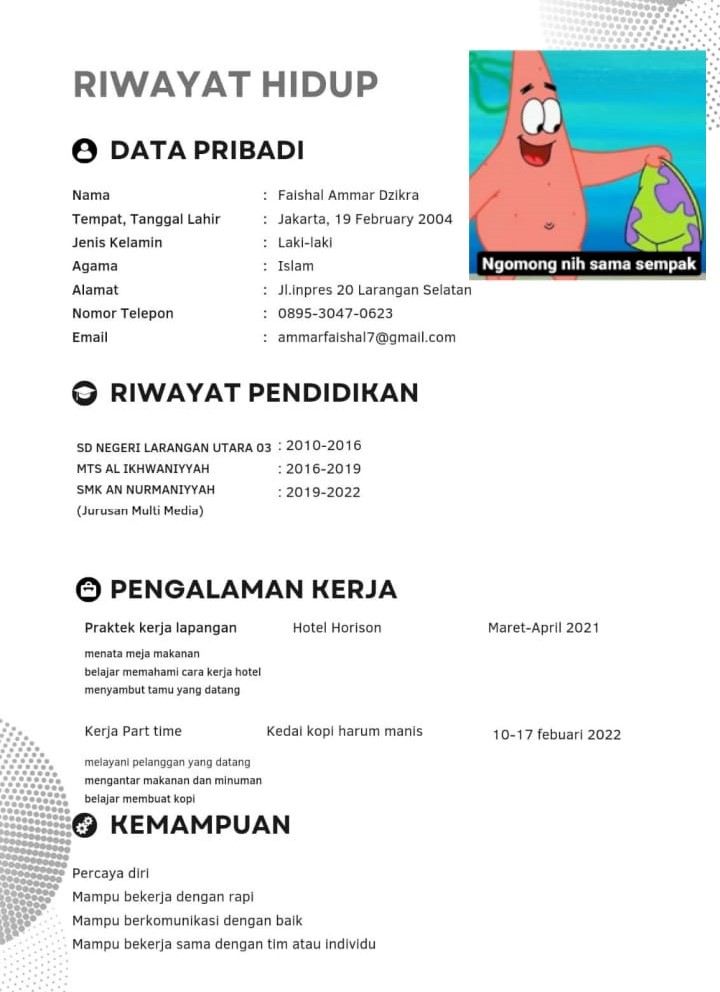 RIWAYAT HIDUP
DATA PRIBADI
Nama : Faishal Ammar Dzikra
Tempat, Tanggal Lahir : Jakarta, 19 February 2004
Jenis Kelamin : Laki-laki
Agama : Islam
Alamat : Jl.inpres 20 Larangan Selatan
Nomor Telepon : 0895-3047-0623
Email : ammarfaishal7@gmail.com
Ngomong nih sama sempak
RIWAYAT PENDIDIKAN
SD NEGERI LARANGAN UTARA 03 : 2010-2016
MTS AL IKHWANIYYAH : 2016-2019
SMK AN NURMANIYYAH : 2019-2022
(Jurusan Multi Media)
PENGALAMAN KERJA
Praktek kerja lapangan Hotel Horison Maret-April 2021
menata meja makanan
belajar memahami cara kerja hotel
menyambut tamu yang datang
Kerja Part time Kedai kopi harum manis 10-17 febuari 2022
melayani pelanggan yang datang
mengantar makanan dan minuman
belajar membuat kopi
KEMAMPUAN
Percaya diri
Mampu bekerja dengan rapi
Mampu berkomunikasi dengan baik
Mampu bekerja sama dengan tim atau individu